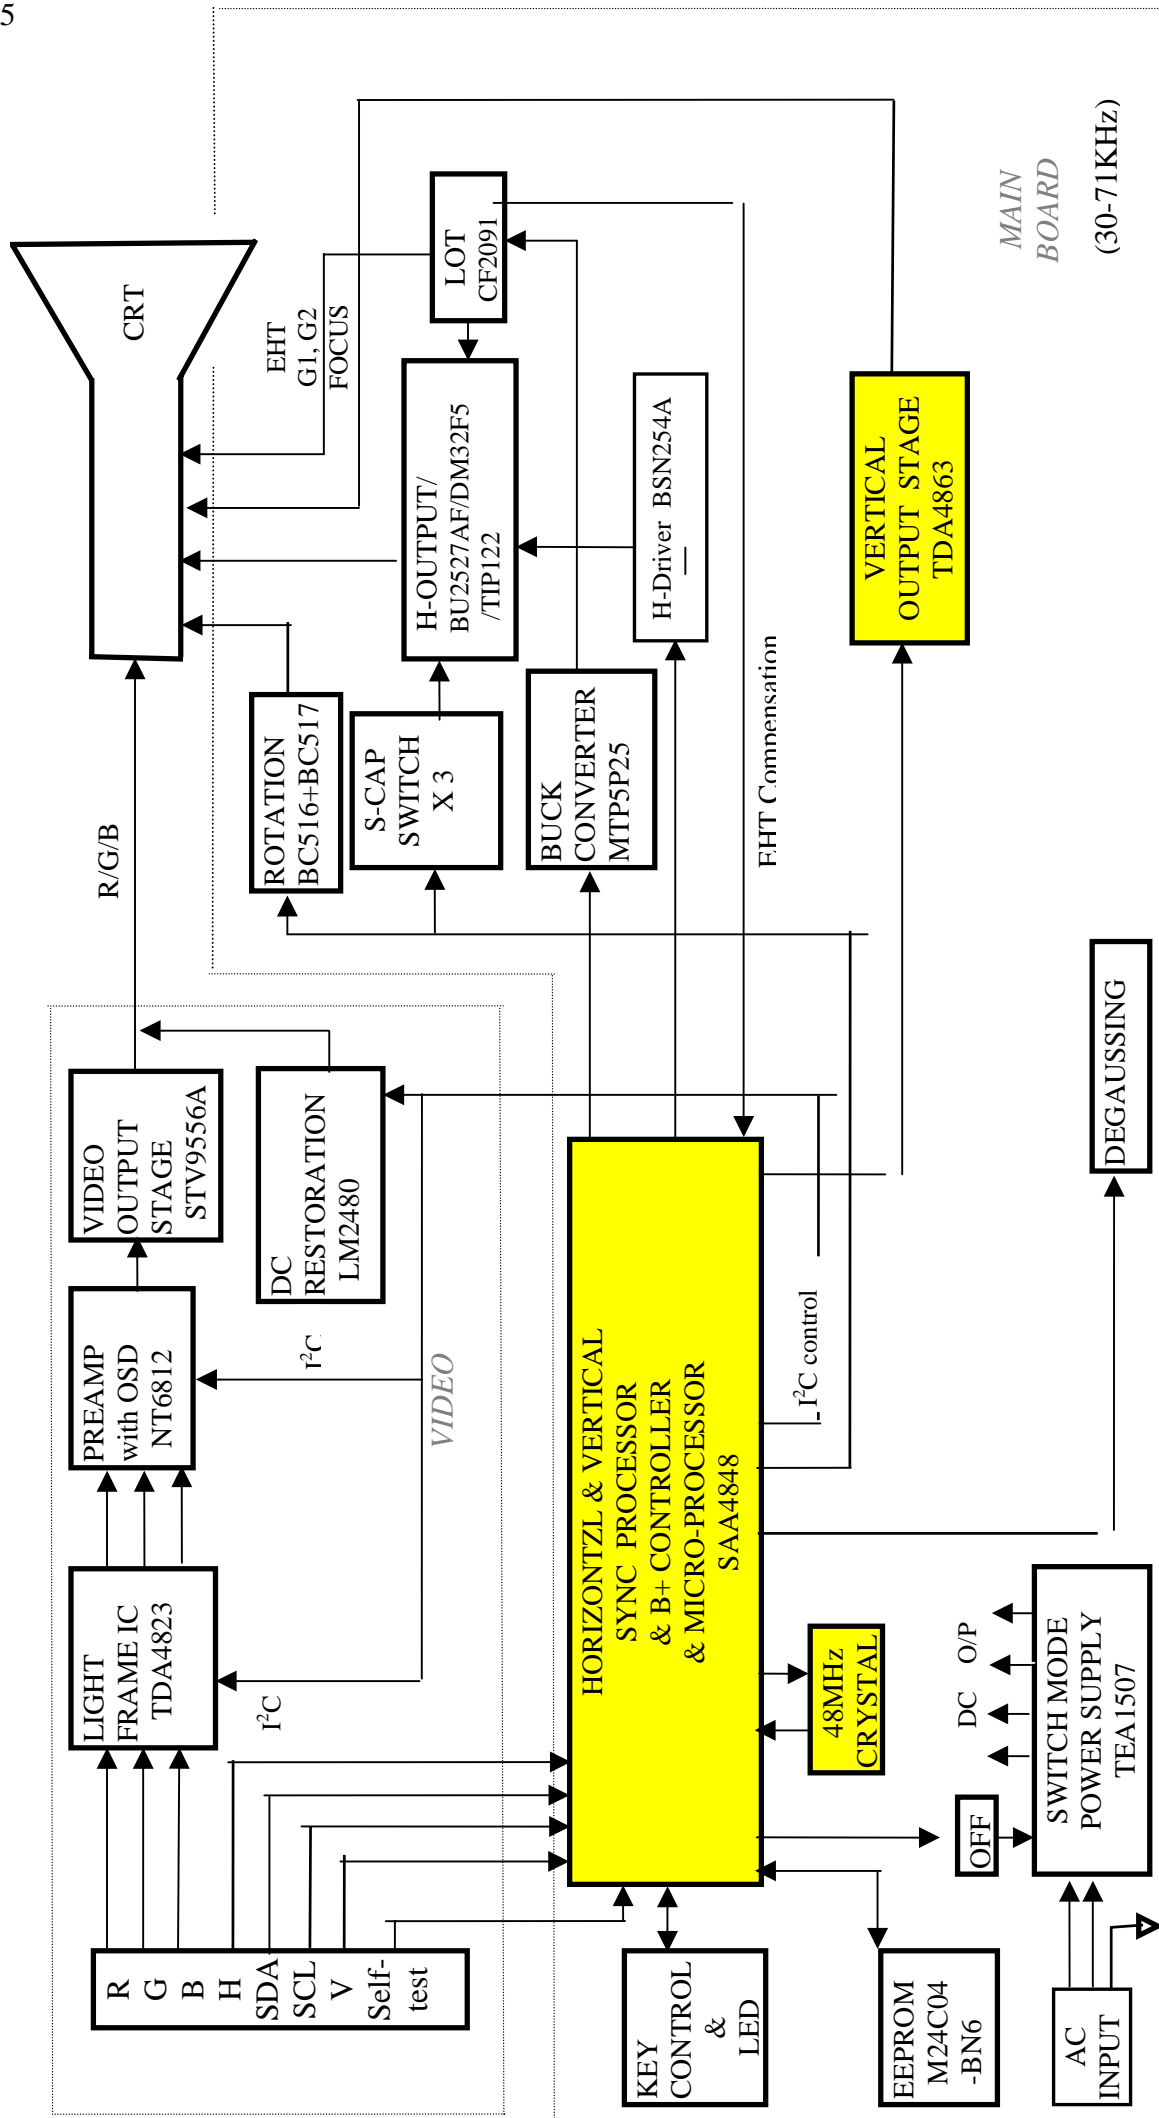 5
R
G
B
H
SDA
SCL
V
Self-
test
LIGHT
FRAME IC
TDA4823
PREAMP
with OSD
NT6812
VIDEO
OUTPUT
STAGE
STV9556A
R/G/B
CRT
DC
RESTORATION
LM2480
I²C
I²C
VIDEO
ROTATION
BC516+BC517
S-CAP
SWITCH
X 3
H-OUTPUT/
BU2527AF/DM32F5
/TIP122
EHT
G1, G2
FOCUS
LOT
CF2091
BUCK
CONVERTER
MTP5P25
H-Driver BSN254A
EHT Compensation
VERTICAL
OUTPUT STAGE
TDA4863
HORIZONTZL & VERTICAL
SYNC PROCESSOR
& B+ CONTROLLER
& MICRO-PROCESSOR
SAA4848
I²C control
48MHz
CRYSTAL
KEY
CONTROL
&
LED
EEPROM
M24C04
-BN6
OFF
DC O/P
SWITCH MODE
POWER SUPPLY
TEA1507
AC
INPUT
DEGAUSSING
MAIN
BOARD
(30-71KHz)